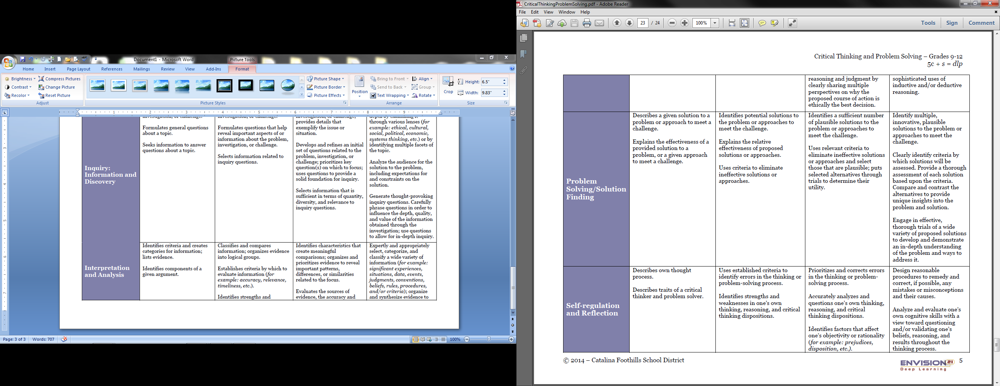 Document1 - Microsoft Word
Picture Tools
Home
Insert
Page Layout
References
Mailings
Review
View
Add-Ins
Format
Brightness
Compress Pictures
Contrast
Change Picture
Recolor
Reset Picture
Adjust
Picture Styles
Picture Shape
Picture Border
Picture Effects
Position
Bring to Front
Send to Back
Text Wrapping
Align
Group
Rotate
Arrange
Crop
Height: 6.5"
Width: 9.83"
Size
Inquiry:
Information and
Discovery
investigation, or challenge.
Formulates general questions
about a topic.
Seeks information to answer
questions about a topic.
investigation, or challenge.
Formulates questions that help
reveal important aspects of or
information about the problem,
investigation, or challenge.
Selects information related to
inquiry questions.
investigation, or challenge;
provides details that
exemplify the issue or
situation.
Develops and refines an initial
set of questions related to the
problem, investigation, or
challenge; prioritizes key
question(s) on which to focus;
uses questions to provide a
solid foundation for inquiry.
Selects information that is
sufficient in terms of quantity,
diversity, and relevance to
inquiry questions.
depth by examining it
through various lenses (for
example: ethical, cultural,
social, political, economic,
systems thinking, etc.) or by
identifying multiple facets of
the topic.
Analyze the audience for the
solution to the problem,
including expectations for
and constraints on the
solution.
Generate thought-provoking
inquiry questions. Carefully
phrase questions in order to
influence the depth, quality,
and value of the information
obtained through the
investigation; use questions
to allow for in-depth inquiry.
Interpretation
and Analysis
Identifies criteria and creates
categories for information;
lists evidence.
Identifies components of a
given argument.
Classifies and compares
information; organizes evidence
into logical groups.
Establishes criteria by which to
evaluate information (for
example: accuracy, relevance,
timeliness, etc.).
Identifies strengths and
Identifies characteristics that
create meaningful
comparisons; organizes and
prioritizes evidence to reveal
important patterns,
differences, or similarities
related to the focus.
Evaluates the sources of
evidence, the accuracy and
Expertly and appropriately
select, categorize, and
classify a wide variety of
information (for example:
significant experiences,
situations, data, events,
judgments, conventions,
beliefs, rules, procedures,
and/or criteria); organize
and synthesize evidence to
Page: 3 of 3
Words: 707
100%
CriticalThinkingProblemSolving.pdf - Adobe Reader
File Edit View Window Help
23 / 24
100%
Tools
Sign
Comment
Critical Thinking and Problem Solving – Grades 9-12
5c + s = dlp
reasoning and judgment by
clearly sharing multiple
perspectives on why the
proposed course of action is
ethically the best decision.
sophisticated uses of
inductive and/or deductive
reasoning.
Problem
Solving/Solution
Finding
Describes a given solution to a
problem or approach to meet a
challenge.
Explains the effectiveness of a
provided solution to a
problem, or a given approach
to meet a challenge.
Identifies potential solutions to
the problem or approaches to
meet the challenge.
Explains the relative
effectiveness of proposed
solutions or approaches.
Uses criteria to eliminate
ineffective solutions or
approaches.
Identifies a sufficient number
of plausible solutions to the
problem or approaches to
meet the challenge.
Uses relevant criteria to
eliminate ineffective solutions
or approaches and select
those that are plausible; puts
selected alternatives through
trials to determine their
utility.
Identify multiple,
innovative, plausible
solutions to the problem or
approaches to meet the
challenge.
Clearly identify criteria by
which solutions will be
assessed. Provide a thorough
assessment of each solution
based upon the criteria.
Compare and contrast the
alternatives to provide
unique insights into the
problem and solution.
Engage in effective,
thorough trials of a wide
variety of proposed solutions
to develop and demonstrate
an in-depth understanding
of the problem and ways to
address it.
Self-regulation
and Reflection
Describes own thought
process.
Describes traits of a critical
thinker and problem solver.
Uses established criteria to
identify errors in the thinking or
problem-solving process.
Identifies strengths and
weaknesses in one's own
thinking, reasoning, and critical
thinking dispositions.
Prioritizes and corrects errors
in the thinking or problem-
solving process.
Accurately analyzes and
questions one's own thinking,
reasoning, and critical
thinking dispositions.
Identifies factors that affect
one's objectivity or rationality
(for example: prejudices,
disposition, etc.).
Design reasonable
procedures to remedy and
correct, if possible, any
mistakes or misconceptions
and their causes.
Analyze and evaluate one's
own cognitive skills with a
view toward questioning
and/or validating one's
beliefs, reasoning, and
results throughout the
thinking process.
© 2014 – Catalina Foothills School District
ENVISION21
Deep Learning
5